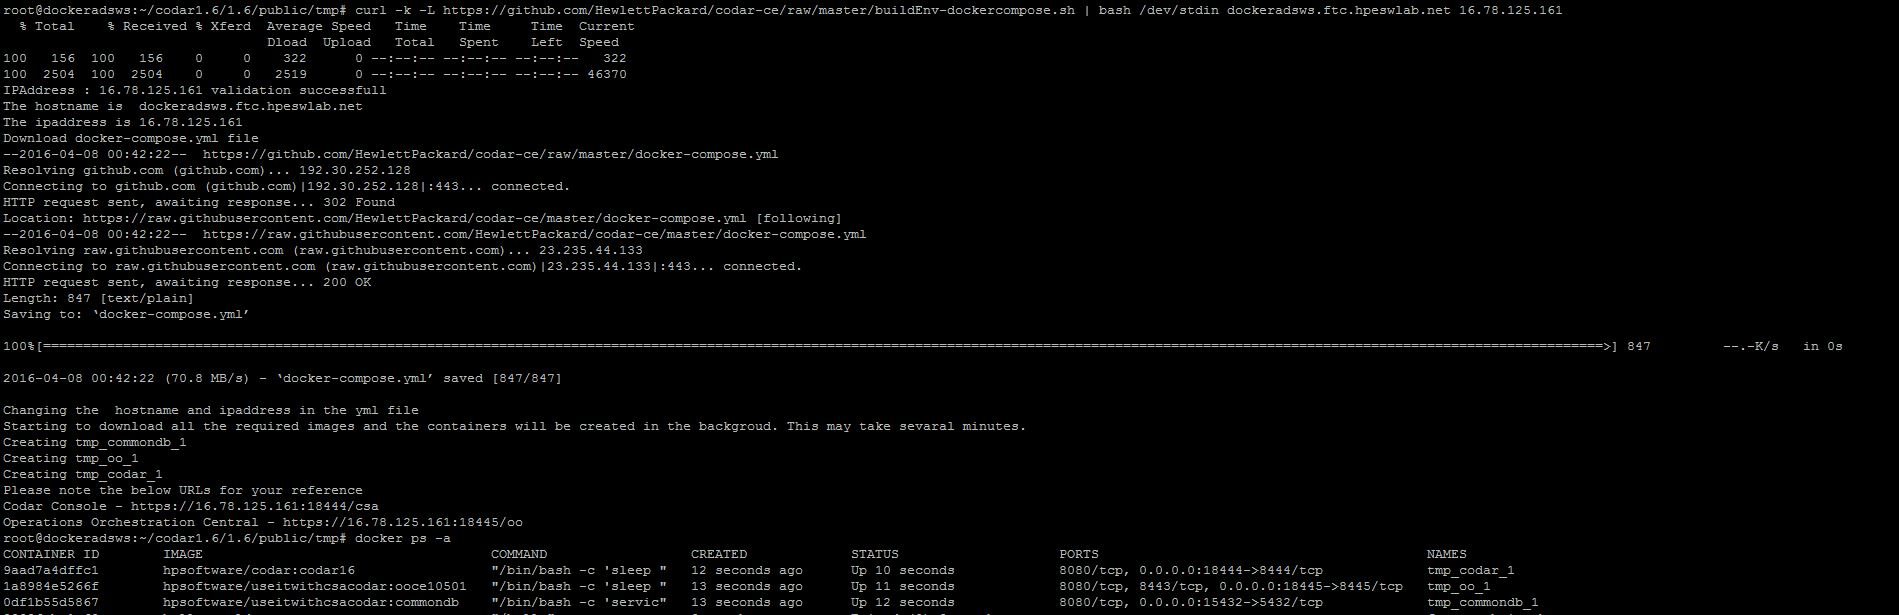 root@dockeradsws:~/codar1.6/1.6/public/tmp# curl -k -L https://github.com/HewlettPackard/codar-ce/raw/master/buildEnv-dockercompose.sh | bash /dev/stdin dockeradsws.ftc.hpeswlab.net 16.78.125.161
  % Total    % Received % Xferd  Average Speed   Time    Time     Time  Current
                                 Dload  Upload   Total   Spent    Left  Speed
100   156  100   156    0     0    322      0 --:--:-- --:--:-- --:--:--   322
100  2504  100  2504    0     0   2519      0 --:--:-- --:--:-- --:--:-- 46370
IPAddress : 16.78.125.161 validation successfull
The hostname is  dockeradsws.ftc.hpeswlab.net
The ipaddress is 16.78.125.161
Download docker-compose.yml file
--2016-04-08 00:42:22--  https://github.com/HewlettPackard/codar-ce/raw/master/docker-compose.yml
Resolving github.com (github.com)... 192.30.252.128
Connecting to github.com (github.com)|192.30.252.128|:443... connected.
HTTP request sent, awaiting response... 302 Found
Location: https://raw.githubusercontent.com/HewlettPackard/codar-ce/master/docker-compose.yml [following]
--2016-04-08 00:42:22--  https://raw.githubusercontent.com/HewlettPackard/codar-ce/master/docker-compose.yml
Resolving raw.githubusercontent.com (raw.githubusercontent.com)... 23.235.44.133
Connecting to raw.githubusercontent.com (raw.githubusercontent.com)|23.235.44.133|:443... connected.
HTTP request sent, awaiting response... 200 OK
Length: 847 [text/plain]
Saving to: ‘docker-compose.yml’
100%[===================================================================================================================================================================================================>] 847         --.-K/s   in 0s
2016-04-08 00:42:22 (70.8 MB/s) - ‘docker-compose.yml’ saved [847/847]
Changing the  hostname and ipaddress in the yml file
Starting to download all the required images and the containers will be created in the backgroud. This may take sevaral minutes.
Creating tmp_commondb_1
Creating tmp_oo_1
Creating tmp_codar_1
Please note the below URLs for your reference
Codar Console - https://16.78.125.161:18444/csa
Operations Orchestration Central - https://16.78.125.161:18445/oo
root@dockeradsws:~/codar1.6/1.6/public/tmp# docker ps -a
CONTAINER ID        IMAGE                                    COMMAND                  CREATED             STATUS                    PORTS                                         NAMES
9aad7a4dffc1        hpsoftware/codar:codar16                 "/bin/bash -c 'sleep "   12 seconds ago      Up 10 seconds             8080/tcp, 0.0.0.0:18444->8444/tcp             tmp_codar_1
1a8984e5266f        hpsoftware/useitwithcsacodar:ooce10501   "/bin/bash -c 'sleep "   13 seconds ago      Up 11 seconds             8080/tcp, 8443/tcp, 0.0.0.0:18445->8445/tcp   tmp_oo_1
0df1b55d5867        hpsoftware/useitwithcsacodar:commondb    "/bin/bash -c 'servic"   13 seconds ago      Up 12 seconds             8080/tcp, 0.0.0.0:15432->5432/tcp             tmp_commondb_1